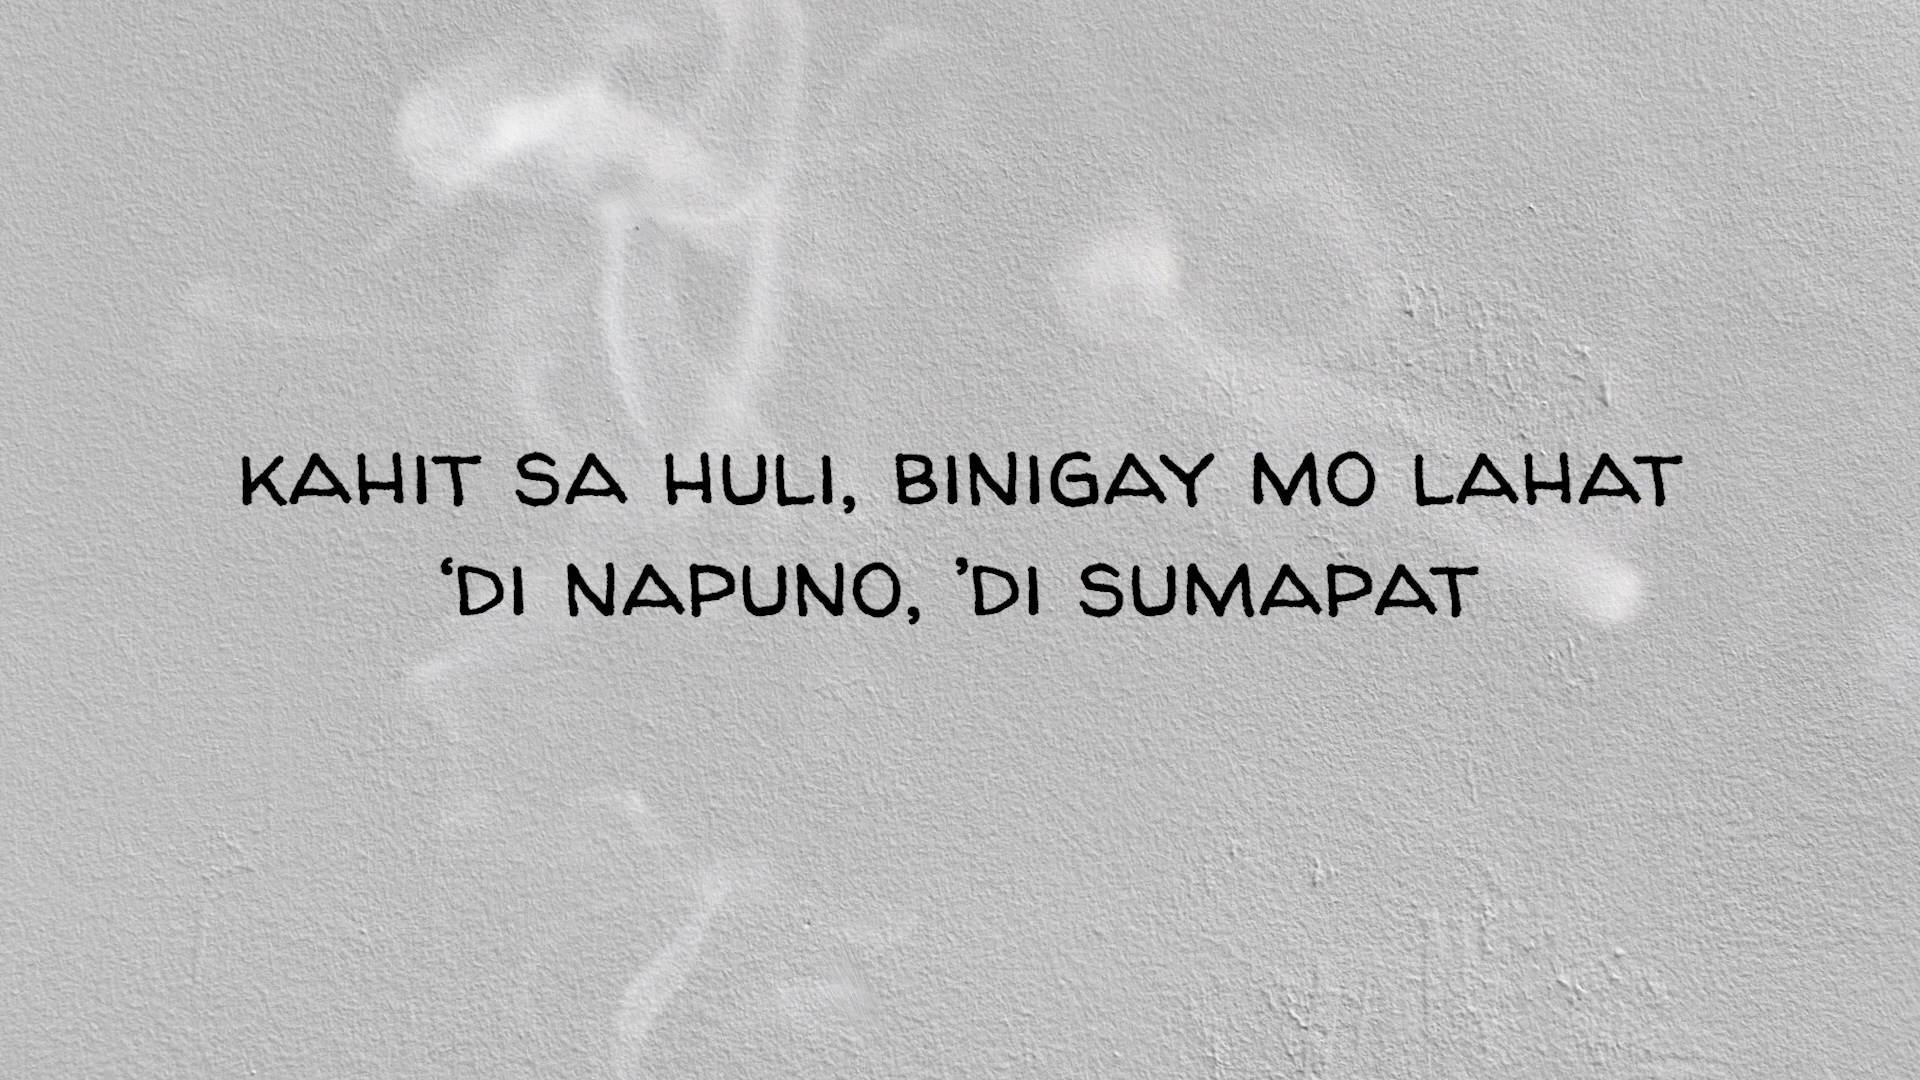 KAHIT SA HULI, BINIGAY MO LAHAT
‘DI NAPUNO, ’DI SUMAPAT